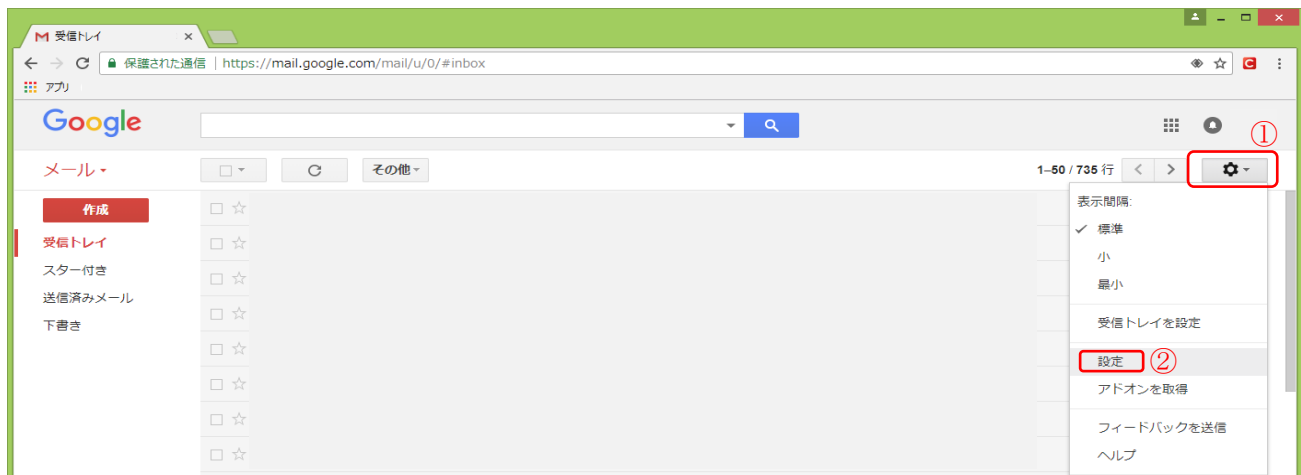 受信トレイ
保護された通信 | https://mail.google.com/mail/u/0/#inbox
アプリ
Google
①
メール
その他
1–50 / 735 行
作成
受信トレイ
スター付き
送信済みメール
下書き
表示間隔:
✓ 標準
小
最小
受信トレイを設定
設定 ②
アドオンを取得
フィードバックを送信
ヘルプ